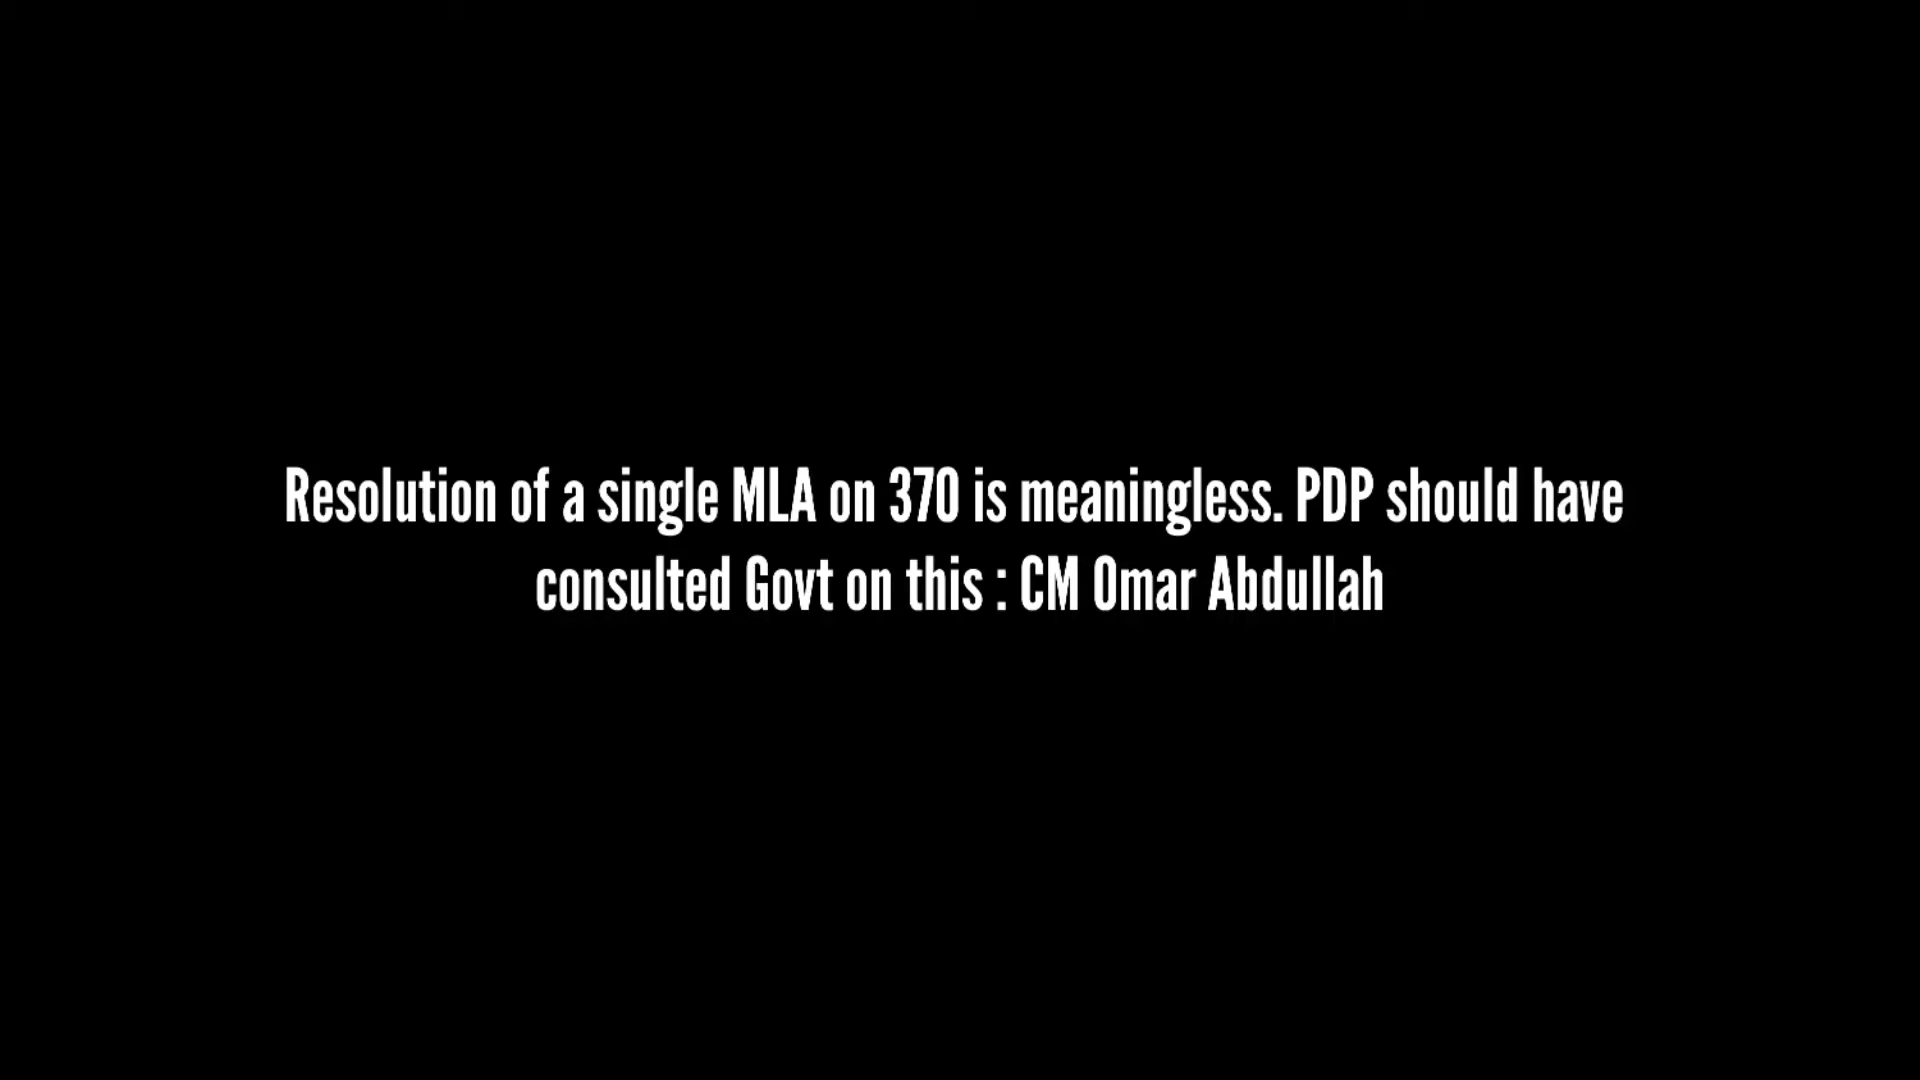 Resolution of a single MLA on 370 is meaningless. PDP should have
consulted Govt on this : CM Omar Abdullah